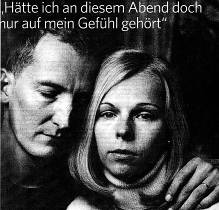 „Hätte ich an diesem Abend doch
nur auf mein Gefühl gehört“